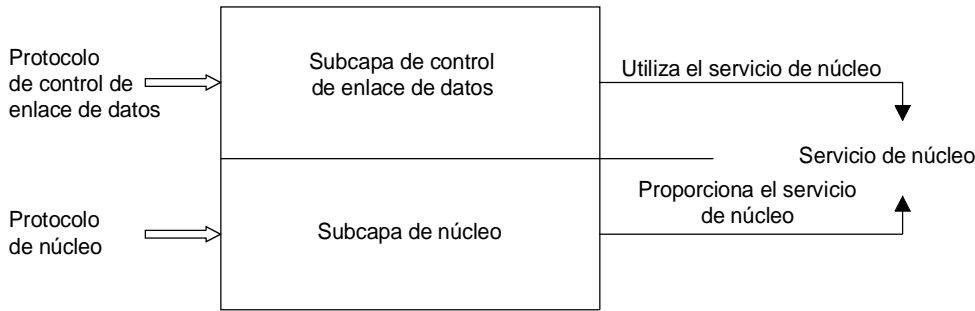 Protocolo
de control de
enlace de datos
Subcapa de control
de enlace de datos
Utiliza el servicio de núcleo
Servicio de núcleo
Proporciona el servicio
de núcleo
Protocolo
de núcleo
Subcapa de núcleo